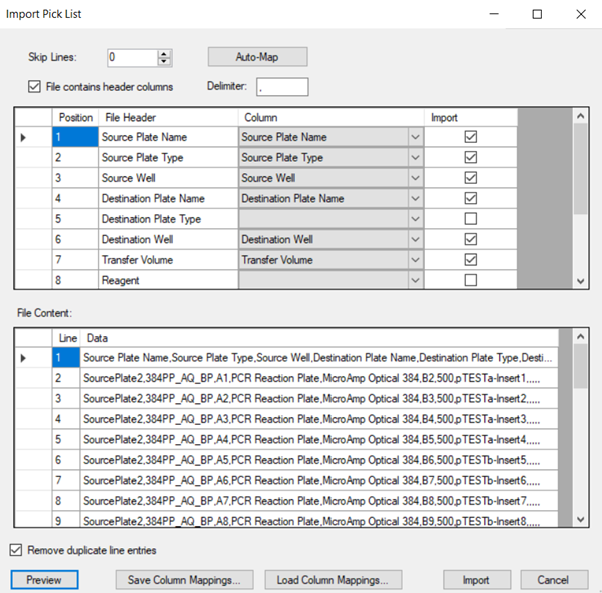 Import Pick List
Skip Lines: 0 Auto-Map
File contains header columns Delimiter: ,
Position File Header Column Import
1 Source Plate Name Source Plate Name
2 Source Plate Type Source Plate Type
3 Source Well Source Well
4 Destination Plate Name Destination Plate Name
5 Destination Plate Type
6 Destination Well Destination Well
7 Transfer Volume Transfer Volume
8 Reagent
File Content:
Line Data
1 Source Plate Name,Source Plate Type,Source Well,Destination Plate Name,Destination Plate Type,Desti...
2 SourcePlate2,384PP_AQ_BP,A1,PCR Reaction Plate,MicroAmp Optical 384,B2,500,pTESTa-Insert1,,,,,
3 SourcePlate2,384PP_AQ_BP,A2,PCR Reaction Plate,MicroAmp Optical 384,B3,500,pTESTa-Insert2,,,,,
4 SourcePlate2,384PP_AQ_BP,A3,PCR Reaction Plate,MicroAmp Optical 384,B4,500,pTESTa-Insert3,,,,,
5 SourcePlate2,384PP_AQ_BP,A4,PCR Reaction Plate,MicroAmp Optical 384,B5,500,pTESTa-Insert4,,,,,
6 SourcePlate2,384PP_AQ_BP,A5,PCR Reaction Plate,MicroAmp Optical 384,B6,500,pTESTb-Insert5,,,,,
7 SourcePlate2,384PP_AQ_BP,A6,PCR Reaction Plate,MicroAmp Optical 384,B7,500,pTESTb-Insert6,,,,,
8 SourcePlate2,384PP_AQ_BP,A7,PCR Reaction Plate,MicroAmp Optical 384,B8,500,pTESTb-Insert7,,,,,
9 SourcePlate2,384PP_AQ_BP,A8,PCR Reaction Plate,MicroAmp Optical 384,B9,500,pTESTb-Insert8,,,,,
Remove duplicate line entries
Preview Save Column Mappings... Load Column Mappings... Import Cancel